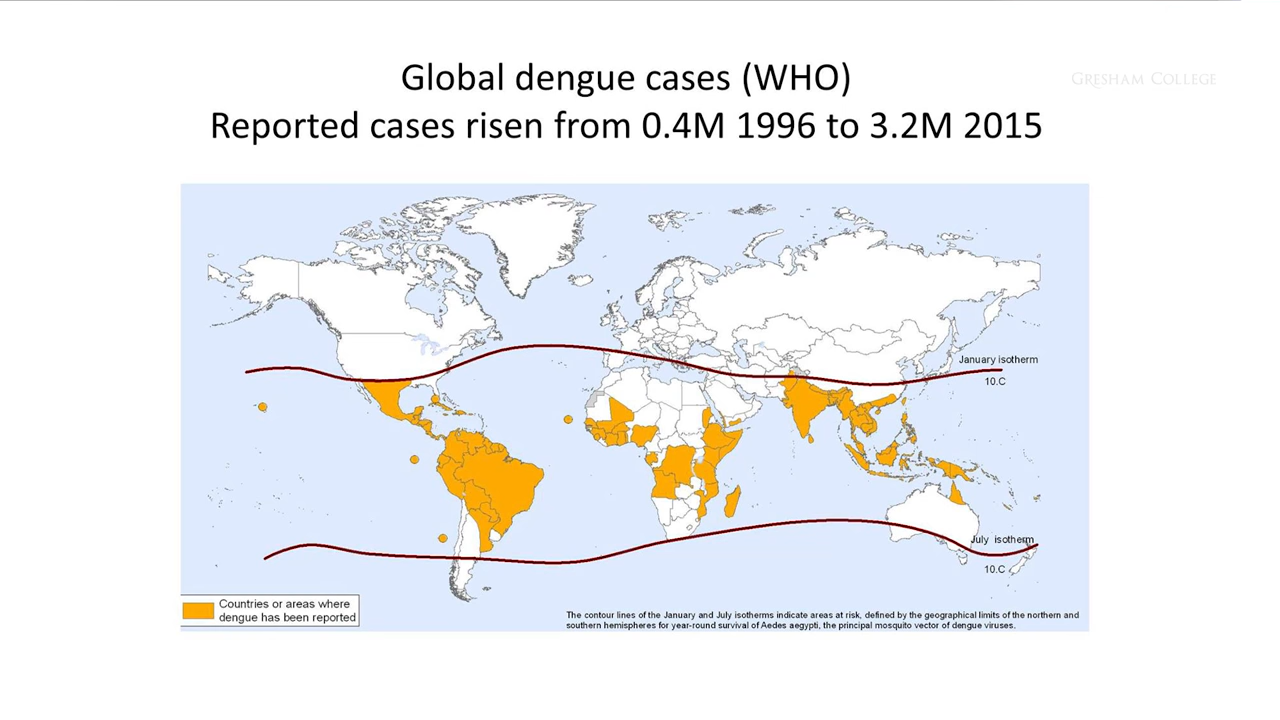 Global dengue cases (WHO)
GRESHAM COLLEGE
Reported cases risen from 0.4M 1996 to 3.2M 2015
January isotherm
10.C
July isotherm
10.C
Countries or areas where
dengue has been reported
The contour lines of the January and July isotherms indicate areas at risk, defined by the geographical limits of the northern and
southern hemispheres for year-round survival of Aedes aegypti, the principal mosquito vector of dengue viruses.